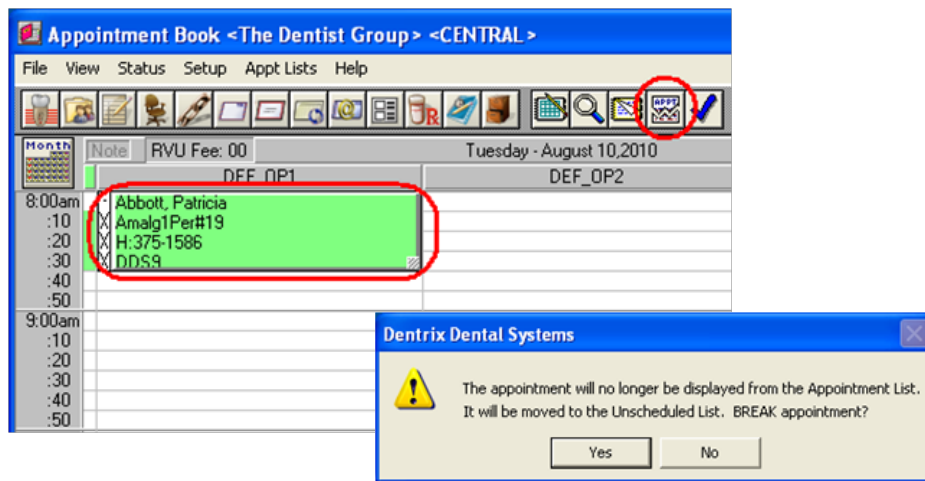 Appointment Book <The Dentist Group> <CENTRAL>
File View Status Setup Appt Lists Help
R APPT
Month Note RVU Fee: 00 Tuesday - August 10,2010
DEF_OP1 DEF_OP2
8:00am - Abbott, Patricia
:10 X Amalg1Per#19
:20 X H:375-1586
:30 X DDS9
:40
:50
9:00am
:10
:20
:30
:40
:50
Dentrix Dental Systems
The appointment will no longer be displayed from the Appointment List.
It will be moved to the Unscheduled List. BREAK appointment?
Yes No